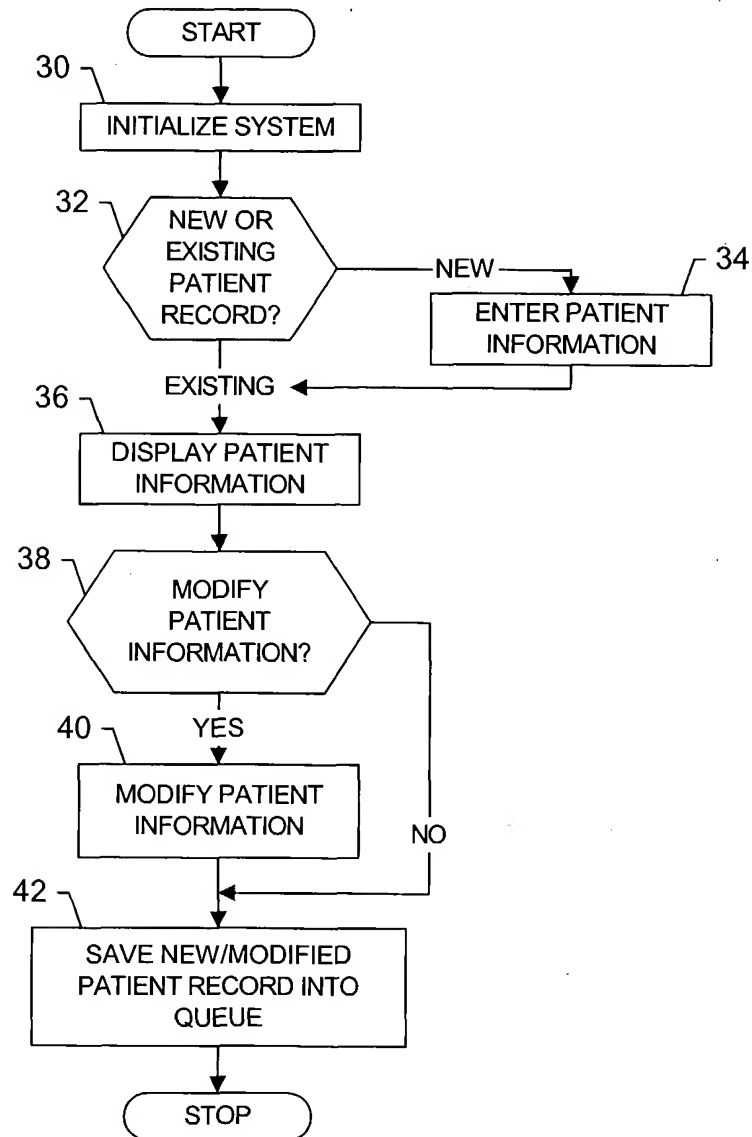 START
30
INITIALIZE SYSTEM
32
NEW OR
EXISTING
PATIENT
RECORD?
NEW
34
ENTER PATIENT
INFORMATION
EXISTING
36
DISPLAY PATIENT
INFORMATION
38
MODIFY
PATIENT
INFORMATION?
YES
40
MODIFY PATIENT
INFORMATION
NO
42
SAVE NEW/MODIFIED
PATIENT RECORD INTO
QUEUE
STOP